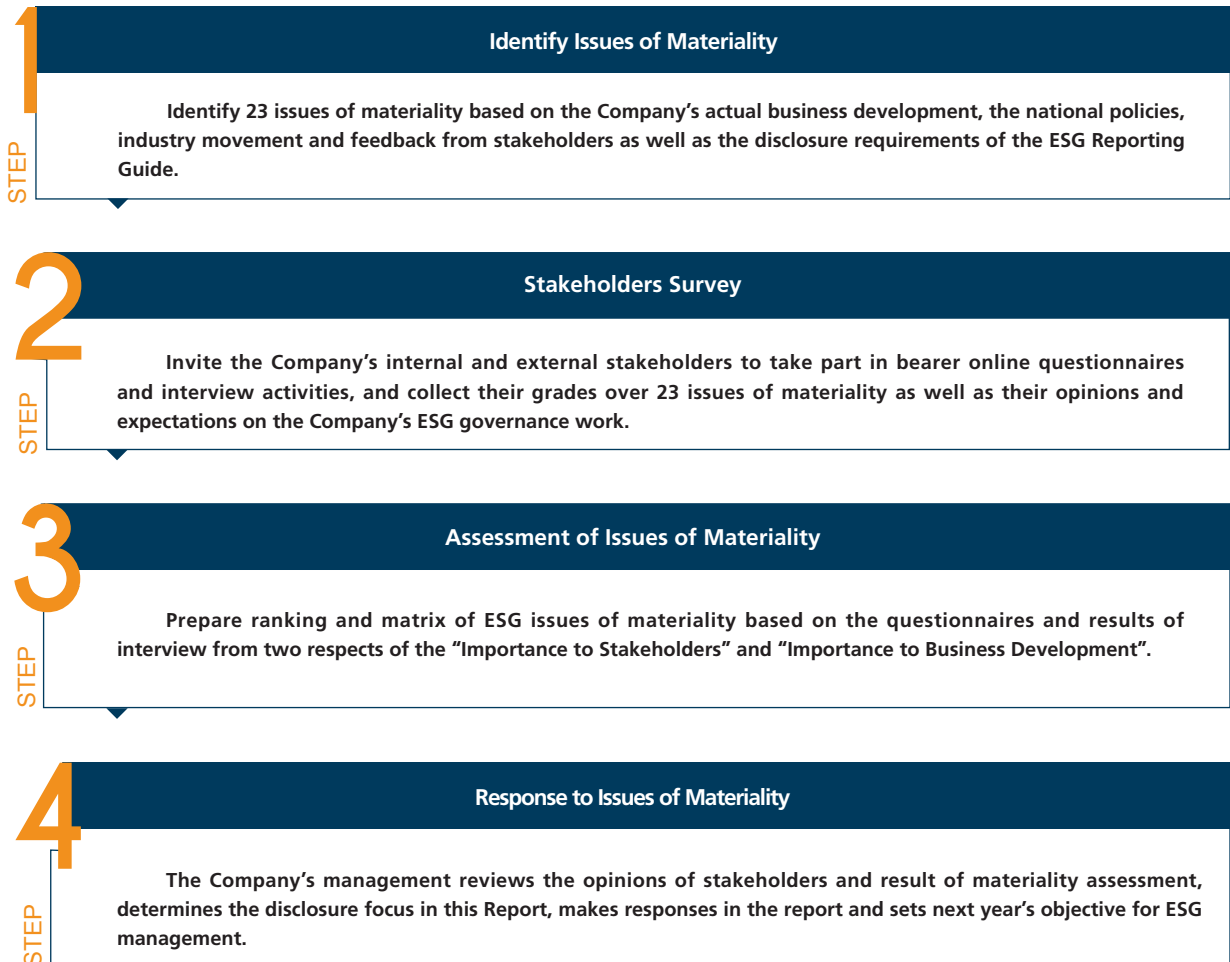 1
STEP
Identify Issues of Materiality
Identify 23 issues of materiality based on the Company's actual business development, the national policies,
industry movement and feedback from stakeholders as well as the disclosure requirements of the ESG Reporting
Guide.
2
STEP
Stakeholders Survey
Invite the Company's internal and external stakeholders to take part in bearer online questionnaires
and interview activities, and collect their grades over 23 issues of materiality as well as their opinions and
expectations on the Company's ESG governance work.
3
STEP
Assessment of Issues of Materiality
Prepare ranking and matrix of ESG issues of materiality based on the questionnaires and results of
interview from two respects of the "Importance to Stakeholders" and "Importance to Business Development".
4
STEP
Response to Issues of Materiality
The Company's management reviews the opinions of stakeholders and result of materiality assessment,
determines the disclosure focus in this Report, makes responses in the report and sets next year's objective for ESG
management.